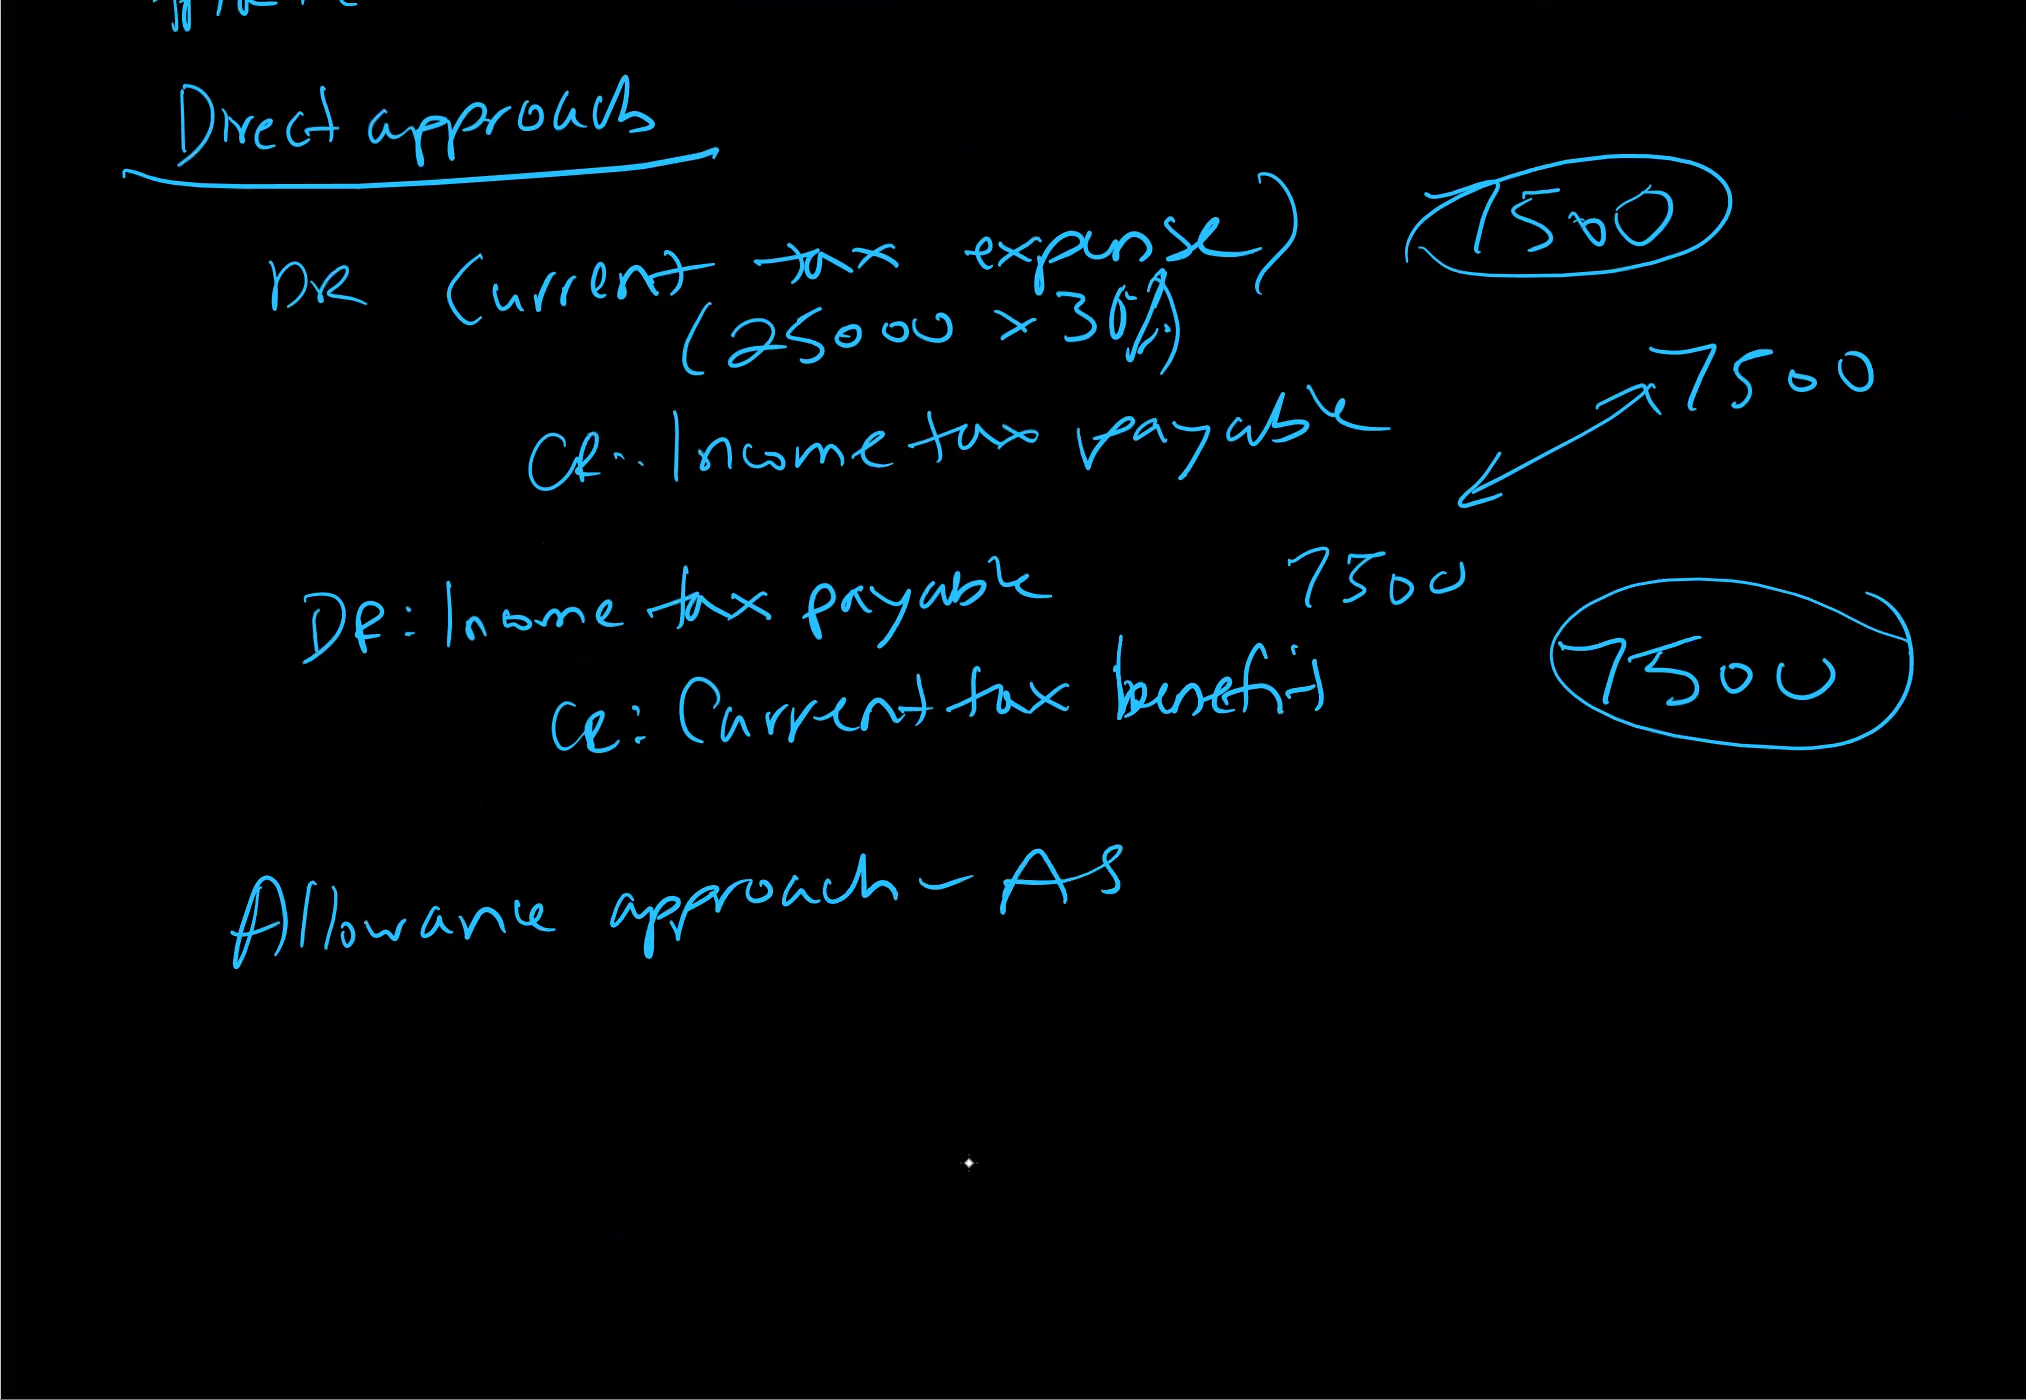 Direct approach
DR Current tax expense) 7500
(25000 x 30%)
CR: Income tax payable 7500
DR: Income tax payable 7500
CR: Current tax benefit 7500
Allowance approach - AS